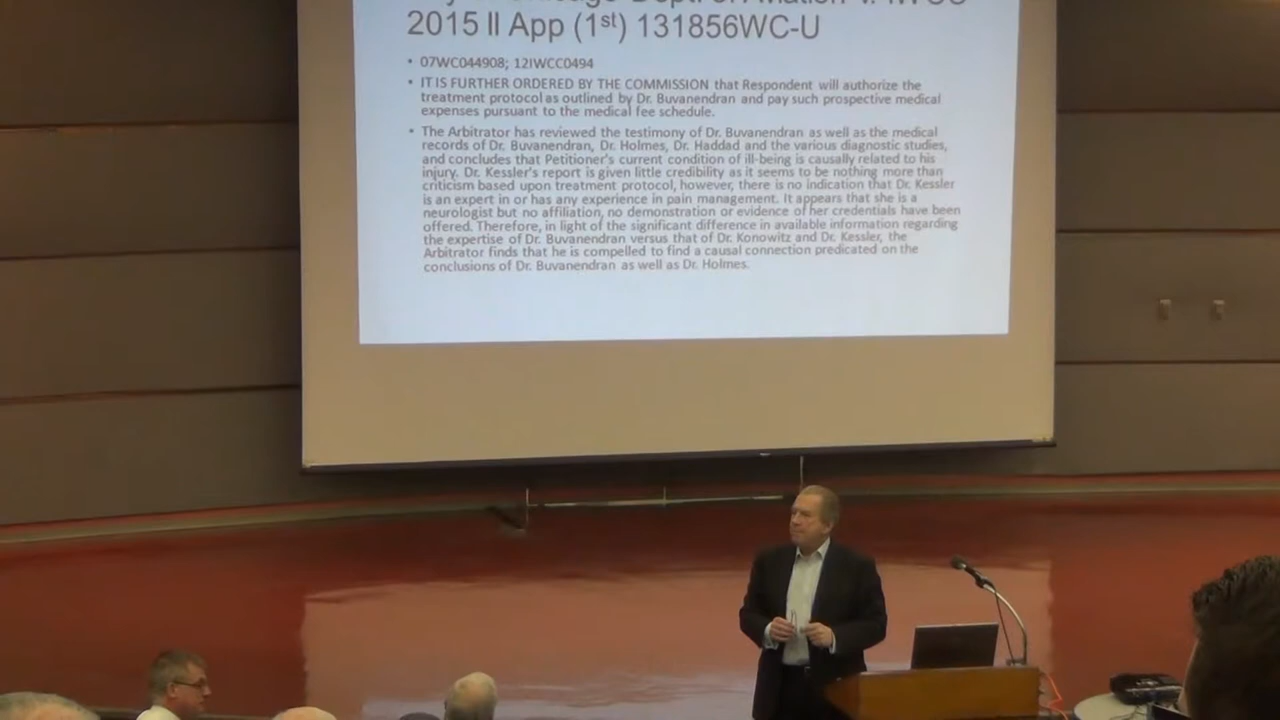 2015 Il App (1st) 131856WC-U
• 07WC044908; 12IWCC0494
• IT IS FURTHER ORDERED BY THE COMMISSION that Respondent will authorize the
treatment protocol as outlined by Dr. Buvanendran and pay such prospective medical
expenses pursuant to the medical fee schedule.
• The Arbitrator has reviewed the testimony of Dr. Buvanendran as well as the medical
records of Dr. Buvanendran, Dr. Holmes, Dr. Haddad and the various diagnostic studies,
and concludes that Petitioner's current condition of ill-being is causally related to his
injury. Dr. Kessler's report is given little credibility as it seems to be nothing more than
criticism based upon treatment protocol, however, there is no indication that Dr. Kessler
is an expert in or has any experience in pain management. It appears that she is a
neurologist but no affiliation, no demonstration or evidence of her credentials have been
offered. Therefore, in light of the significant difference in available information regarding
the expertise of Dr. Buvanendran versus that of Dr. Konowitz and Dr. Kessler, the
Arbitrator finds that he is compelled to find a causal connection predicated on the
conclusions of Dr. Buvanendran as well as Dr. Holmes.